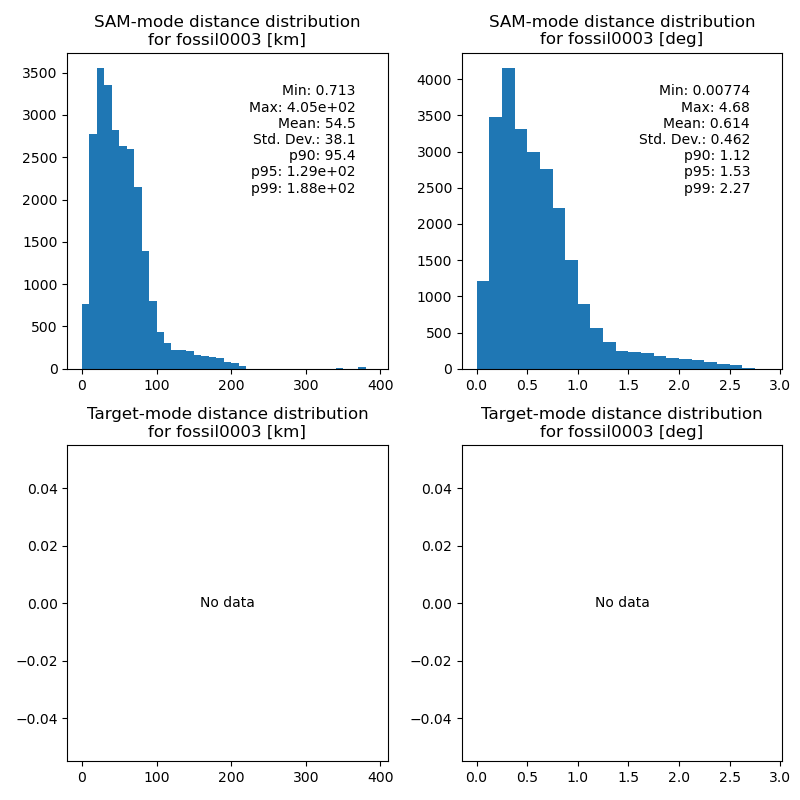 SAM-mode distance distribution
for fossil0003 [km]
3500
3000
2500
2000
1500
1000
500
0
0 100 200 300 400
Min: 0.713
Max: 4.05e+02
Mean: 54.5
Std. Dev.: 38.1
p90: 95.4
p95: 1.29e+02
p99: 1.88e+02
SAM-mode distance distribution
for fossil0003 [deg]
4000
3500
3000
2500
2000
1500
1000
500
0
0.0 0.5 1.0 1.5 2.0 2.5 3.0
Min: 0.00774
Max: 4.68
Mean: 0.614
Std. Dev.: 0.462
p90: 1.12
p95: 1.53
p99: 2.27
Target-mode distance distribution
for fossil0003 [km]
0.04
0.02
0.00
−0.02
−0.04
No data
0 100 200 300 400
Target-mode distance distribution
for fossil0003 [deg]
0.04
0.02
0.00
−0.02
−0.04
No data
0.0 0.5 1.0 1.5 2.0 2.5 3.0